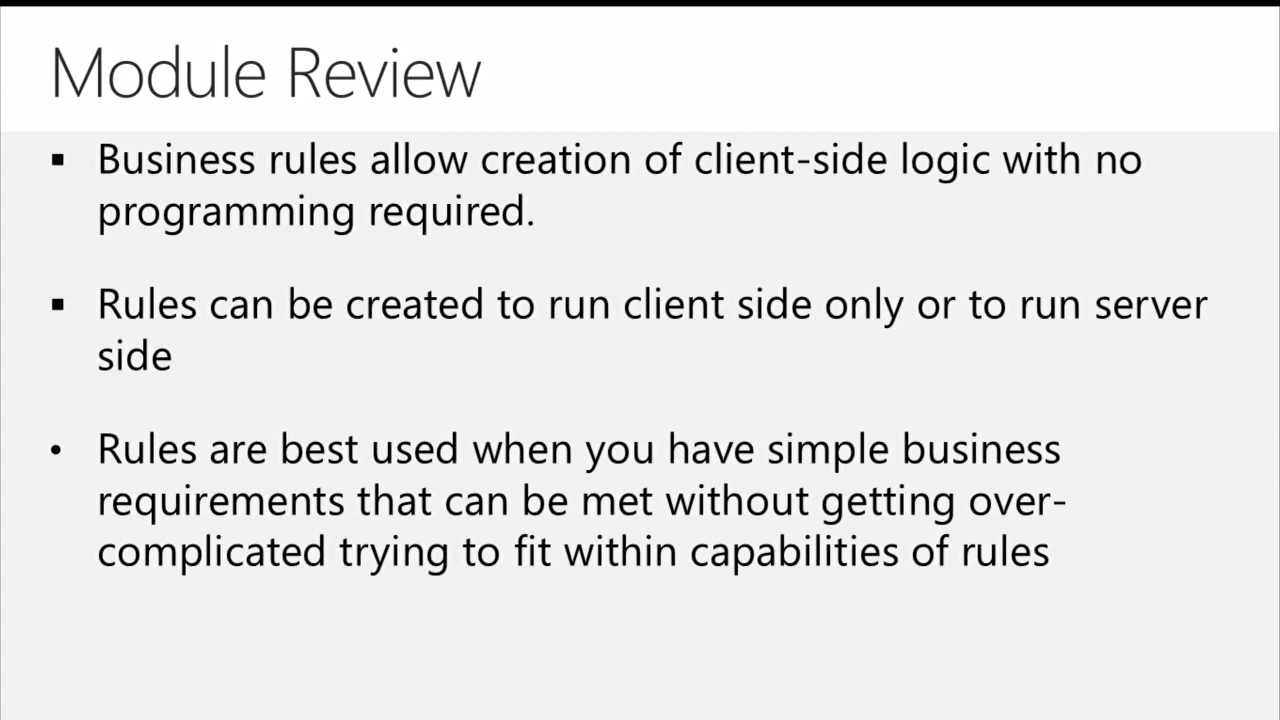 Module Review
▪ Business rules allow creation of client-side logic with no
programming required.
▪ Rules can be created to run client side only or to run server
side
• Rules are best used when you have simple business
requirements that can be met without getting over-
complicated trying to fit within capabilities of rules